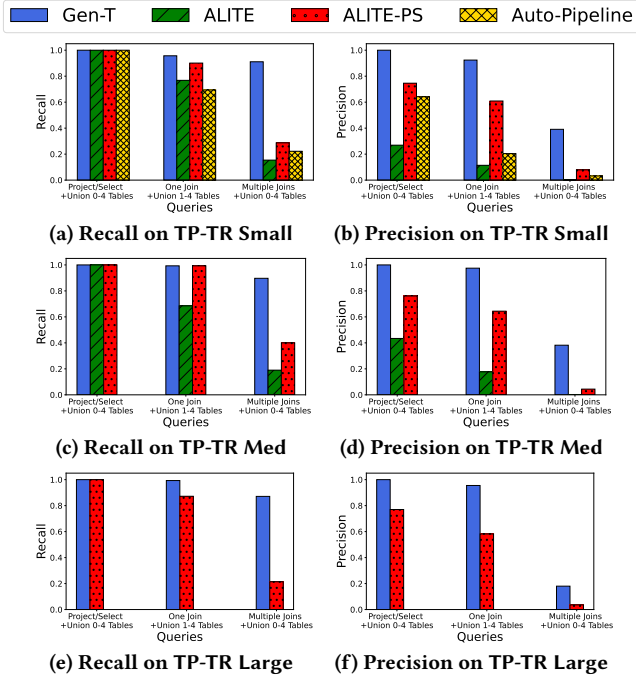 Gen-T ALITE ALITE-PS Auto-Pipeline
1.0
0.8
0.6
0.4
0.2
0.0
Recall
Project/Select +Union 0-4 Tables
One Join +Union 1-4 Tables
Multiple Joins +Union 0-4 Tables
Queries
(a) Recall on TP-TR Small
1.0
0.8
0.6
0.4
0.2
0.0
Precision
Project/Select +Union 0-4 Tables
One Join +Union 1-4 Tables
Multiple Joins +Union 0-4 Tables
Queries
(b) Precision on TP-TR Small
1.0
0.8
0.6
0.4
0.2
0.0
Recall
Project/Select +Union 0-4 Tables
One Join +Union 1-4 Tables
Multiple Joins +Union 0-4 Tables
Queries
(c) Recall on TP-TR Med
1.0
0.8
0.6
0.4
0.2
0.0
Precision
Project/Select +Union 0-4 Tables
One Join +Union 1-4 Tables
Multiple Joins +Union 0-4 Tables
Queries
(d) Precision on TP-TR Med
1.0
0.8
0.6
0.4
0.2
0.0
Recall
Project/Select +Union 0-4 Tables
One Join +Union 1-4 Tables
Multiple Joins +Union 0-4 Tables
Queries
(e) Recall on TP-TR Large
1.0
0.8
0.6
0.4
0.2
0.0
Precision
Project/Select +Union 0-4 Tables
One Join +Union 1-4 Tables
Multiple Joins +Union 0-4 Tables
Queries
(f) Precision on TP-TR Large